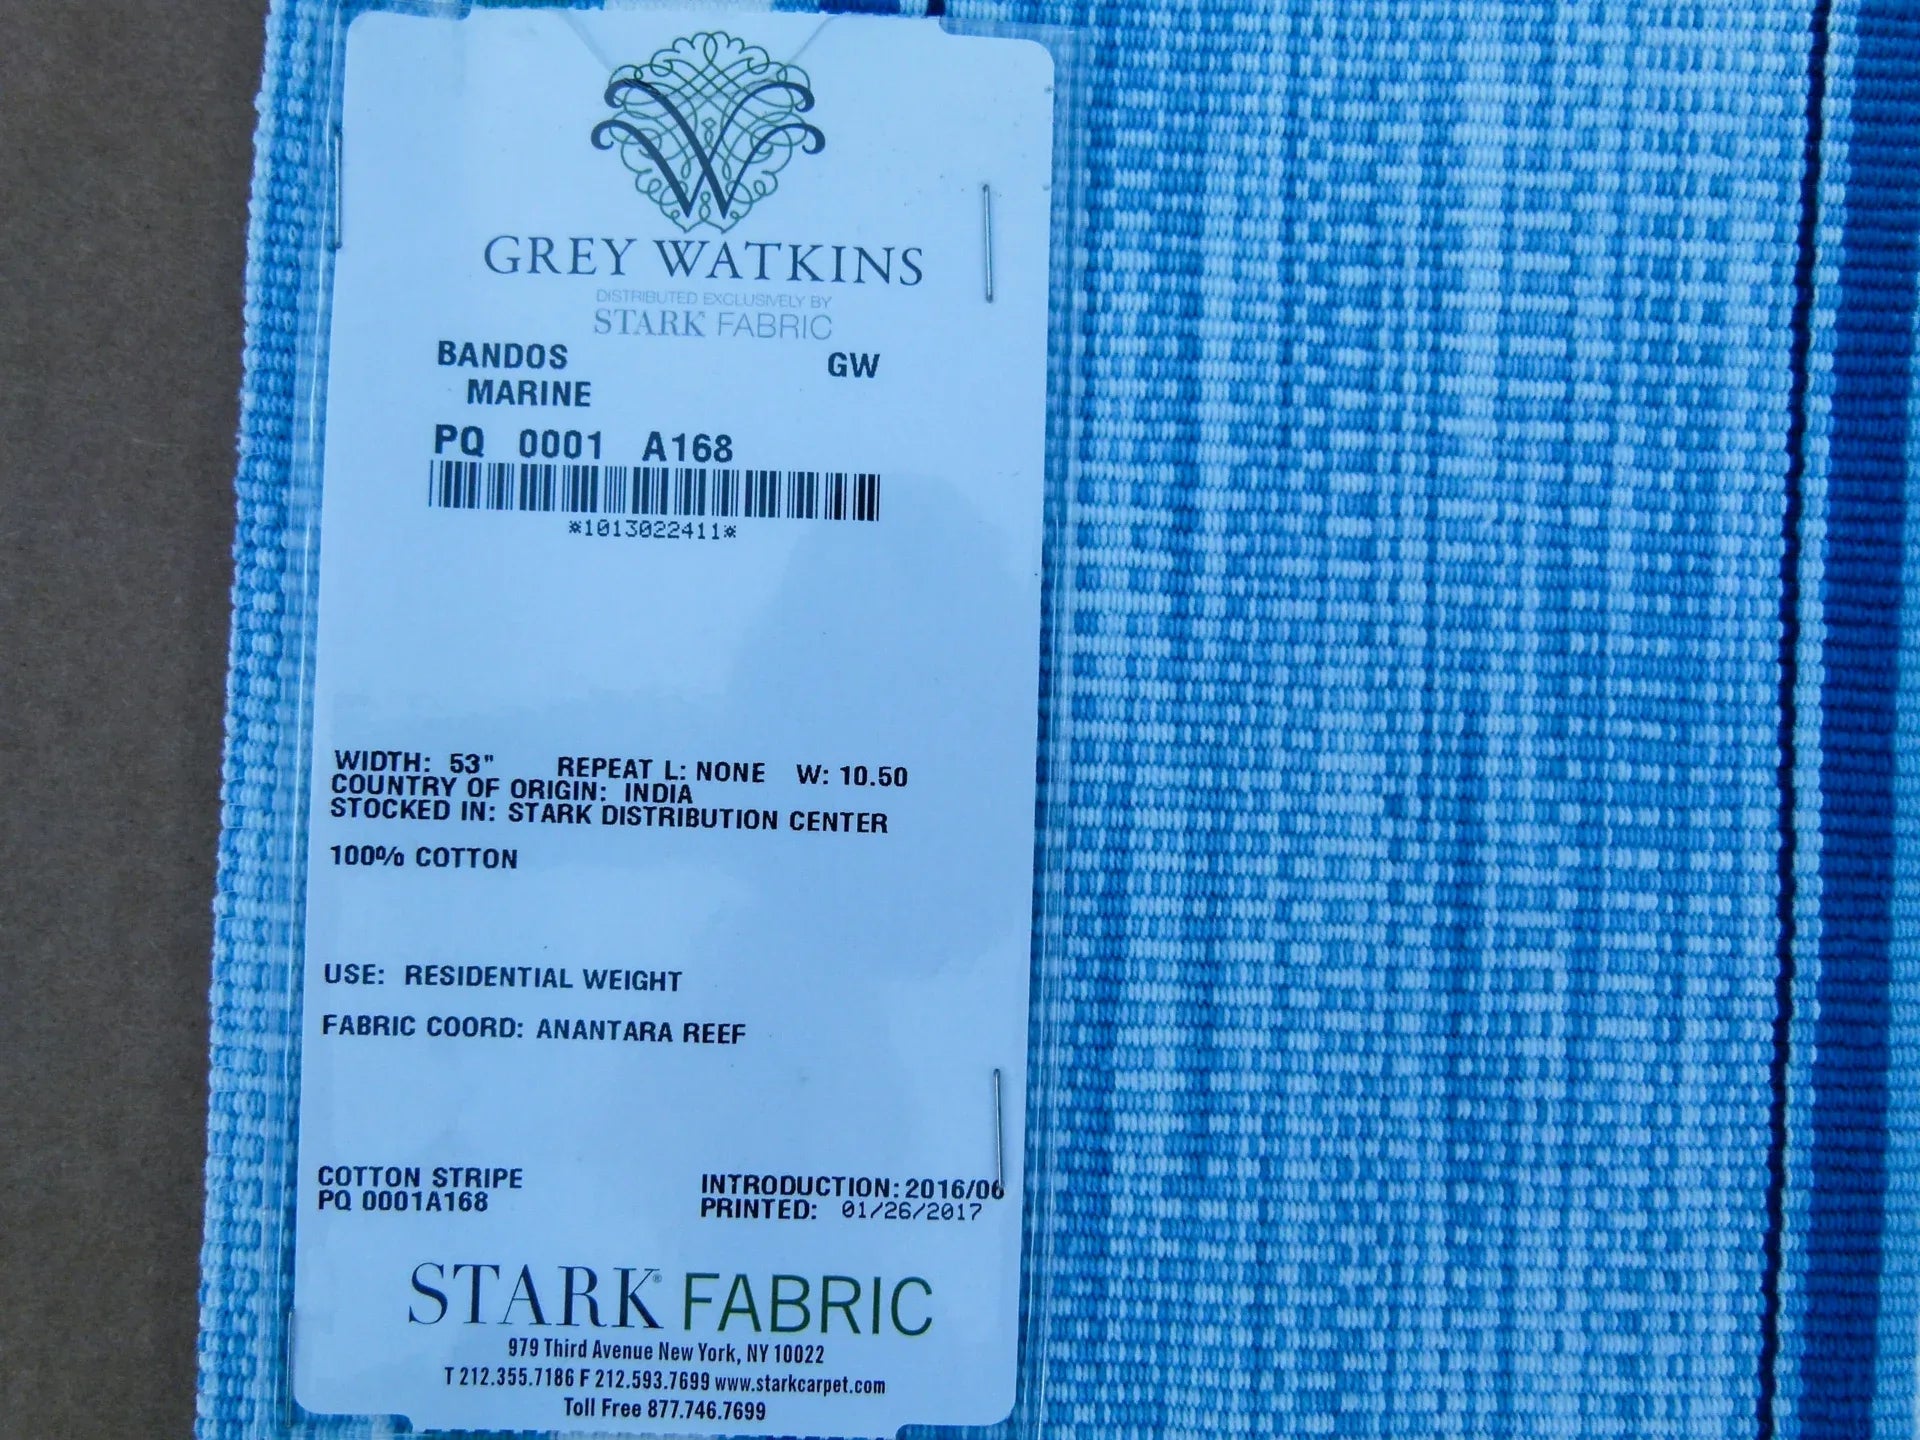 W
GREY WATKINS
DISTRIBUTED EXCLUSIVELY BY
STARK FABRIC
BANDOS GW
MARINE
PQ 0001 A168
*1013022411*
WIDTH: 53" REPEAT L: NONE W: 10.50
COUNTRY OF ORIGIN: INDIA
STOCKED IN: STARK DISTRIBUTION CENTER
100% COTTON
USE: RESIDENTIAL WEIGHT
FABRIC COORD: ANANTARA REEF
COTTON STRIPE INTRODUCTION: 2016/06
PQ 0001A168 PRINTED: 01/26/2017
STARK® FABRIC
979 Third Avenue New York, NY 10022
T 212.355.7186 F 212.593.7699 www.starkcarpet.com
Toll Free 877.746.7699